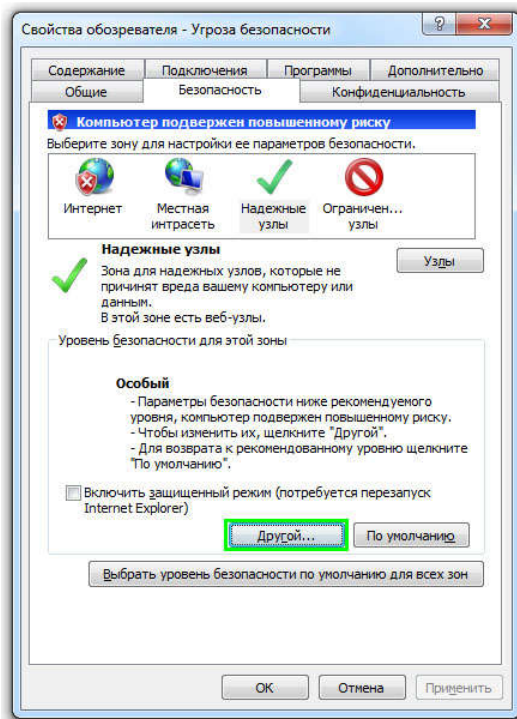 Свойства обозревателя - Угроза безопасности
Содержание Подключения Программы Дополнительно
Общие Безопасность Конфиденциальность
Компьютер подвержен повышенному риску
Выберите зону для настройки ее параметров безопасности.
Интернет Местная интрасеть Надежные узлы Ограничен... узлы
Надежные узлы
Узлы
Зона для надежных узлов, которые не
причинят вреда вашему компьютеру или
данным.
В этой зоне есть веб-узлы.
Уровень безопасности для этой зоны
Особый
- Параметры безопасности ниже рекомендуемого
уровня, компьютер подвержен повышенному риску.
- Чтобы изменить их, щелкните "Другой".
- Для возврата к рекомендованному уровню щелкните
"По умолчанию".
Включить защищенный режим (потребуется перезапуск
Internet Explorer)
Другой... По умолчанию
Выбрать уровень безопасности по умолчанию для всех зон
ОК Отмена Применить